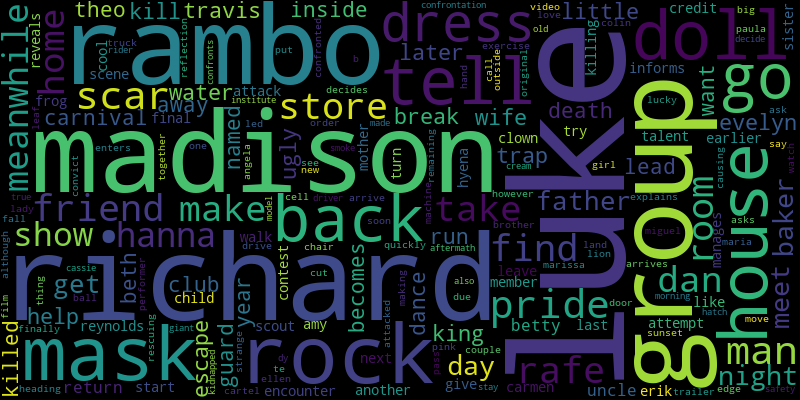 meanwhile
theo kill travis inside
confrontation
video
love
colin
little
credit
big
paula
decide
sister
home
reveals
rambo
dress
doll
cool
reflection
confronts
truck
rider
put
confronted
b
tell
later
old
call
outside
exercise
original
killing
informs
scene
scar
water
attack
decides
hand
luke
group
want
go
frog
carnival
away
final
institute
store
break
wife
scout
death
lucky
ask
evelyn
madison
named
ugly
mother
together
led
order
made
clown
try
talent
earlier
say
watch
leaf
enters
angela
one
smoke
see
new
turn
remaining
machine
cream
however
girl
trap
lead
room
causing
convict
hyena
friend
make
back
take
father
explains
house
baker
true
lady
fall
hanna
model
cell
driver
arrive
soon
brother
land
lion
miguel
asks
maria
show
walk
run
find
although
cassie
beth
performer
drive
chair
quickly
leave
marissa
arrives
manages
meet
richard
film
thing
ball
get
club
contest
cut
attacked
aftermath
also
due
member
door
dan
child
year
becomes
dance
making
pride
morning
like
help
reynolds
amy
betty
last
attempt
hatch
man
finally
rescuing
giant
escape
kidnapped
guard
strange
king
couple
move
killed
mask
rock
next
day
pink
pass
rafe
sunset
night
heading
return
start
cartel
dy
te
ellen
encounter
another
give
stay
carmen
uncle
erik
trailer
edge
safety